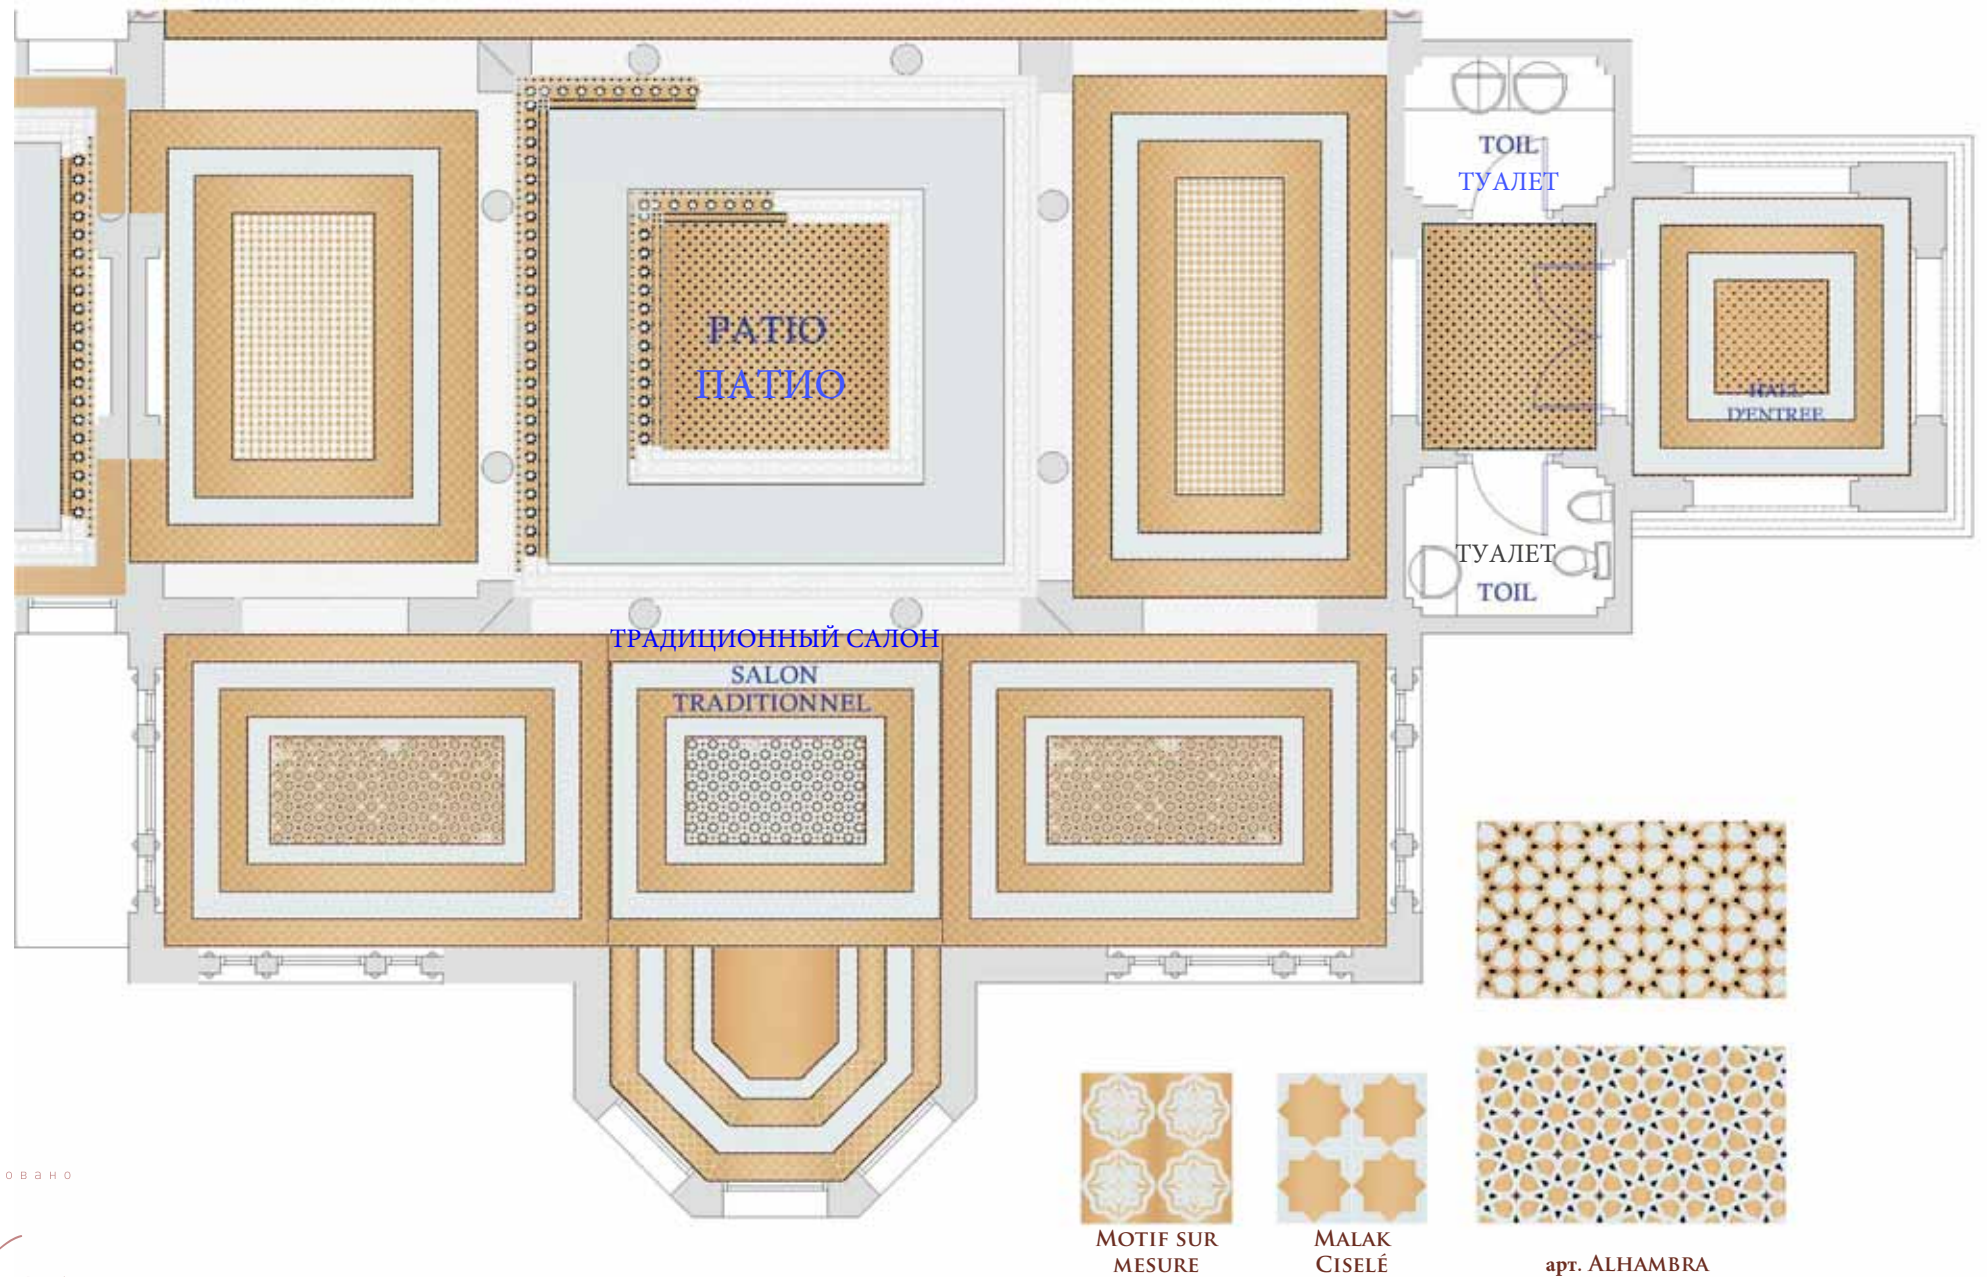 TOIL
ТУАЛЕТ
PATIO
ПАТИО
HALL
D'ENTREE
ТУАЛЕТ
TOIL
ТРАДИЦИОННЫЙ САЛОН
SALON
TRADITIONNEL
овано
MOTIF SUR
MESURE
MALAK
CISELÉ
арт. ALHAMBRA